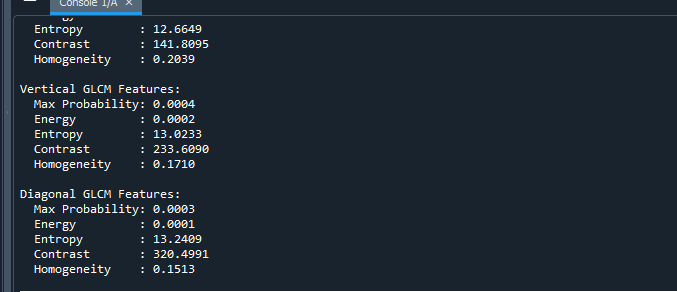 Console 1/A ×
Entropy : 12.6649
Contrast : 141.8095
Homogeneity : 0.2039
Vertical GLCM Features:
Max Probability: 0.0004
Energy : 0.0002
Entropy : 13.0233
Contrast : 233.6090
Homogeneity : 0.1710
Diagonal GLCM Features:
Max Probability: 0.0003
Energy : 0.0001
Entropy : 13.2409
Contrast : 320.4991
Homogeneity : 0.1513